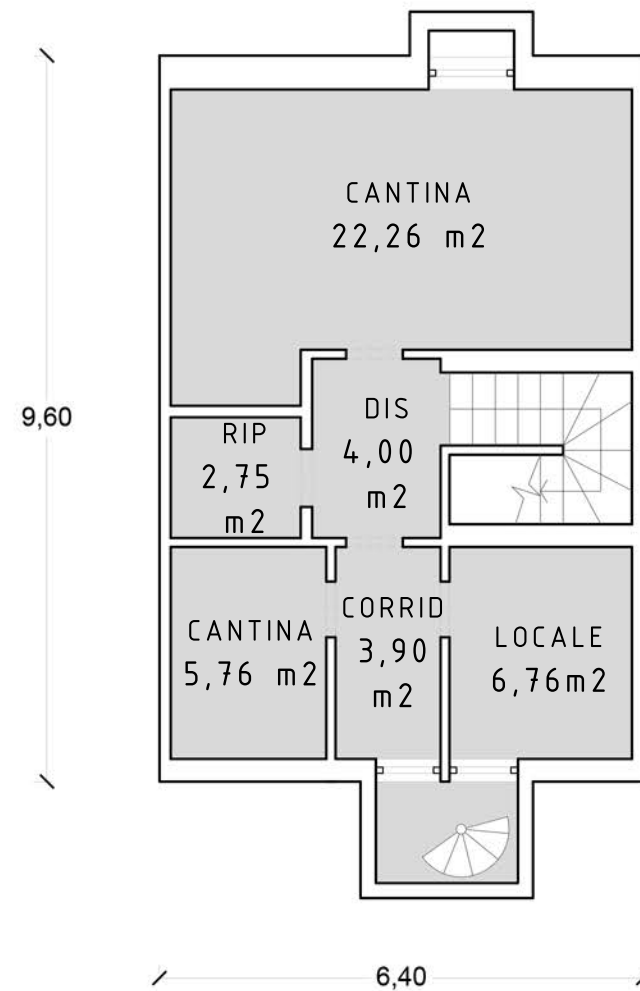 CANTINA
22,26 m2
9,60
DIS
4,00
m2
RIP
2,75
m2
CORRID
3,90
m2
CANTINA
5,76 m2
LOCALE
6,76m2
6,40